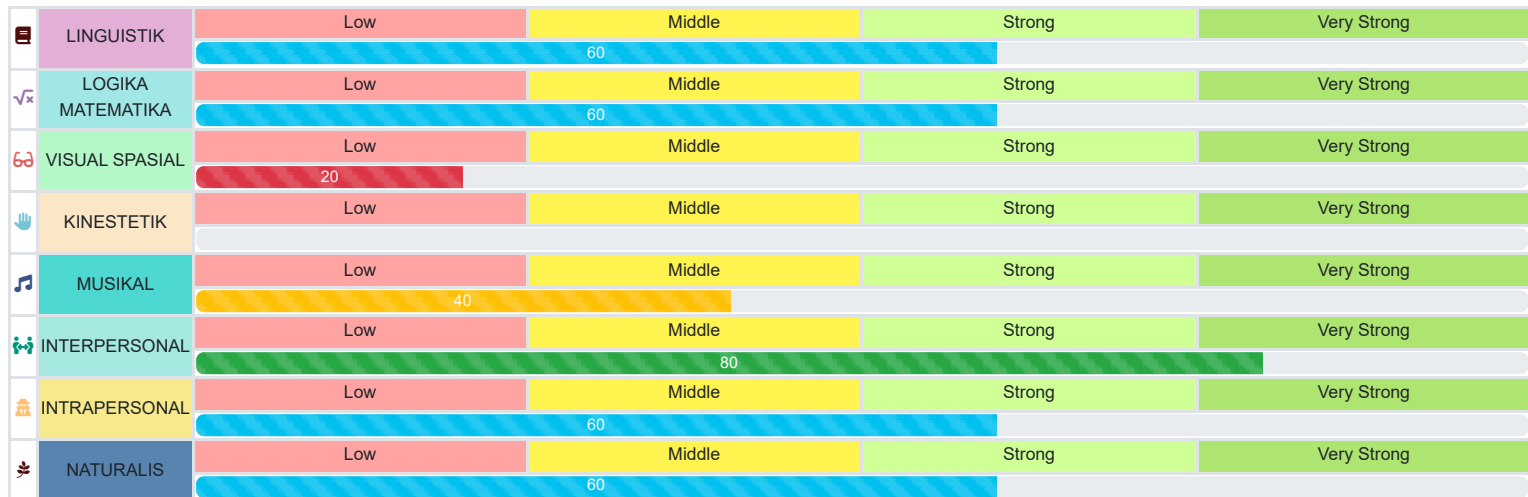 LINGUISTIK
Low Middle Strong Very Strong
60
LOGIKA
MATEMATIKA
Low Middle Strong Very Strong
60
VISUAL SPASIAL
Low Middle Strong Very Strong
20
KINESTETIK
Low Middle Strong Very Strong
MUSIKAL
Low Middle Strong Very Strong
40
INTERPERSONAL
Low Middle Strong Very Strong
80
INTRAPERSONAL
Low Middle Strong Very Strong
60
NATURALIS
Low Middle Strong Very Strong
60